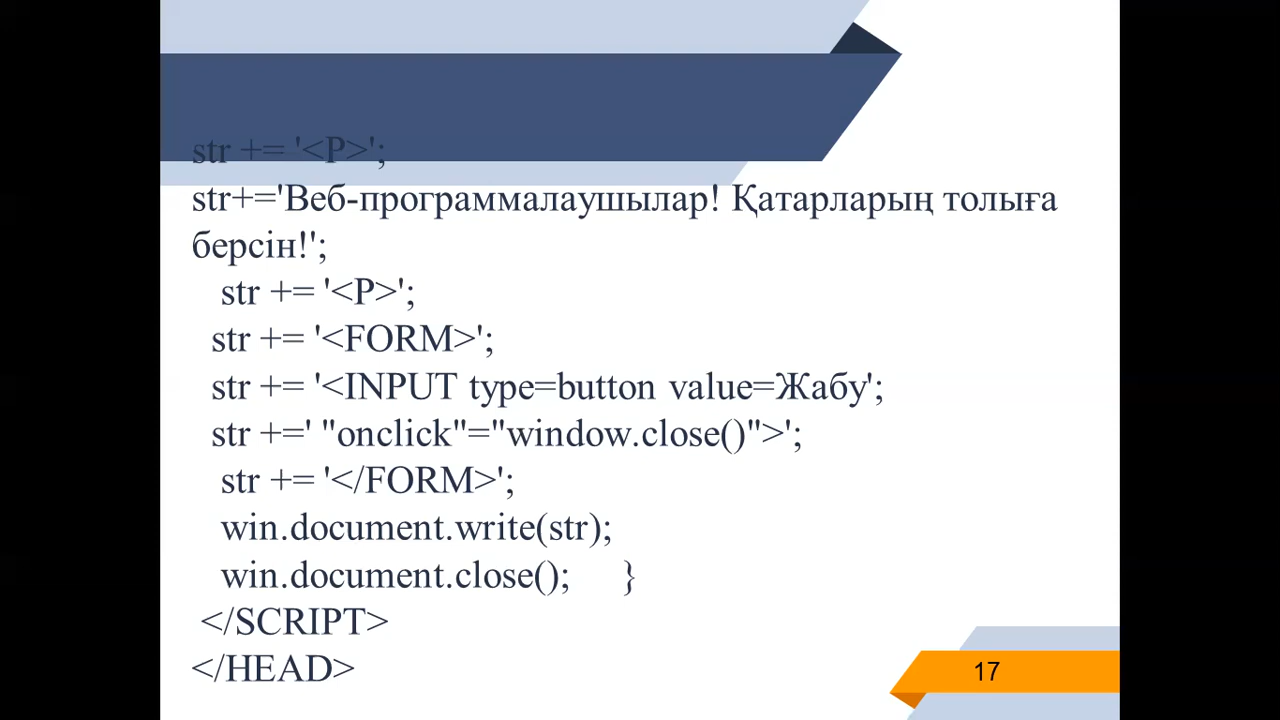 str += '<P>';
str+='Веб-программалаушылар! Қатарларың толыға
берсін!';
str += '<P>';
str += '<FORM>';
str += '<INPUT type=button value=Жабу';
str +=' "onclick"="window.close()">';
str += '</FORM>';
win.document.write(str);
win.document.close();     }
</SCRIPT>
</HEAD>
17